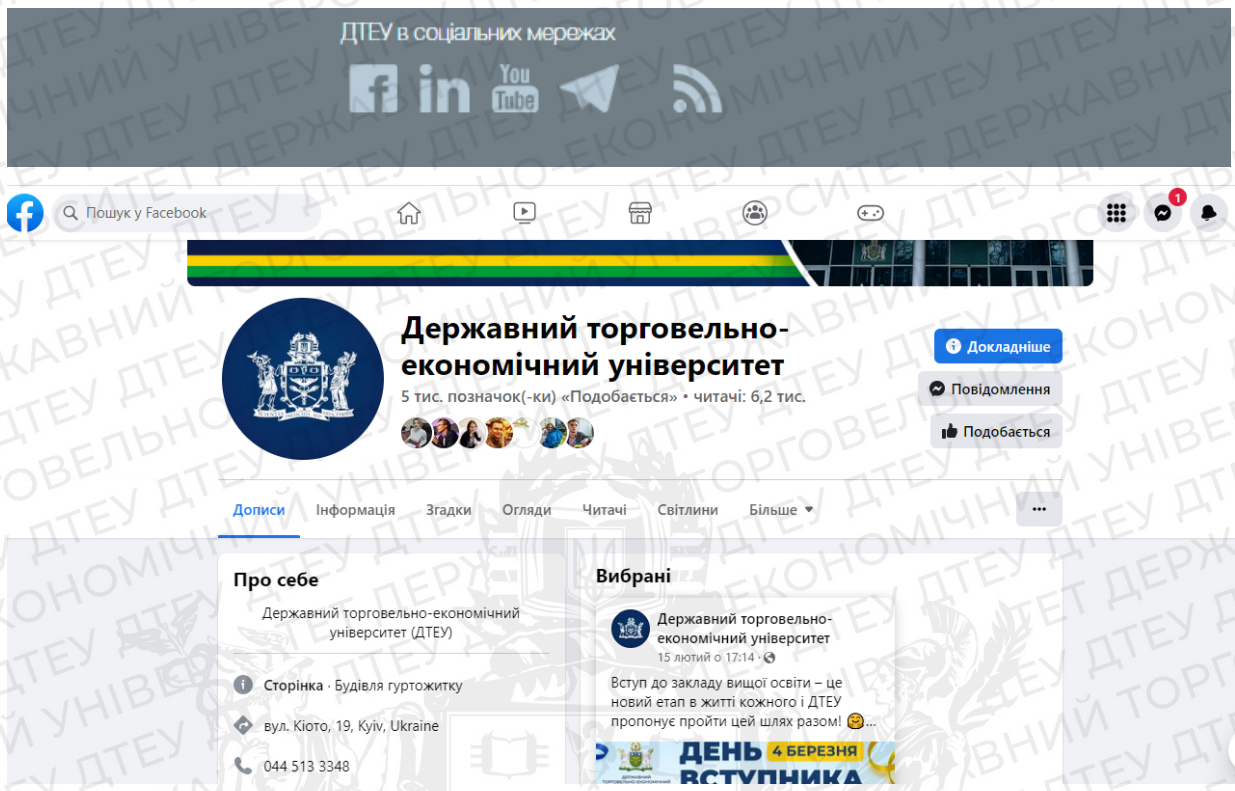 ДТЕУ в соціальних мережах
You
Tube
Пошук у Facebook
1
Державний торговельно-
економічний університет
5 тис. позначок(-ки) «Подобається» • читачі: 6,2 тис.
Докладніше
Повідомлення
Подобається
Дописи Інформація Згадки Огляди Читачі Світлини Більше
Про себе
Державний торговельно-економічний
університет (ДТЕУ)
Сторінка · Будівля гуртожитку
вул. Кіото, 19, Kyiv, Ukraine
044 513 3348
Вибрані
Державний торговельно-
економічний університет
15 лютий о 17:14 ·
Вступ до закладу вищої освіти – це
новий етап в житті кожного і ДТЕУ
пропонує пройти цей шлях разом! 🤗...
ДЕНЬ 4 БЕРЕЗНЯ
ВСТУПНИКА